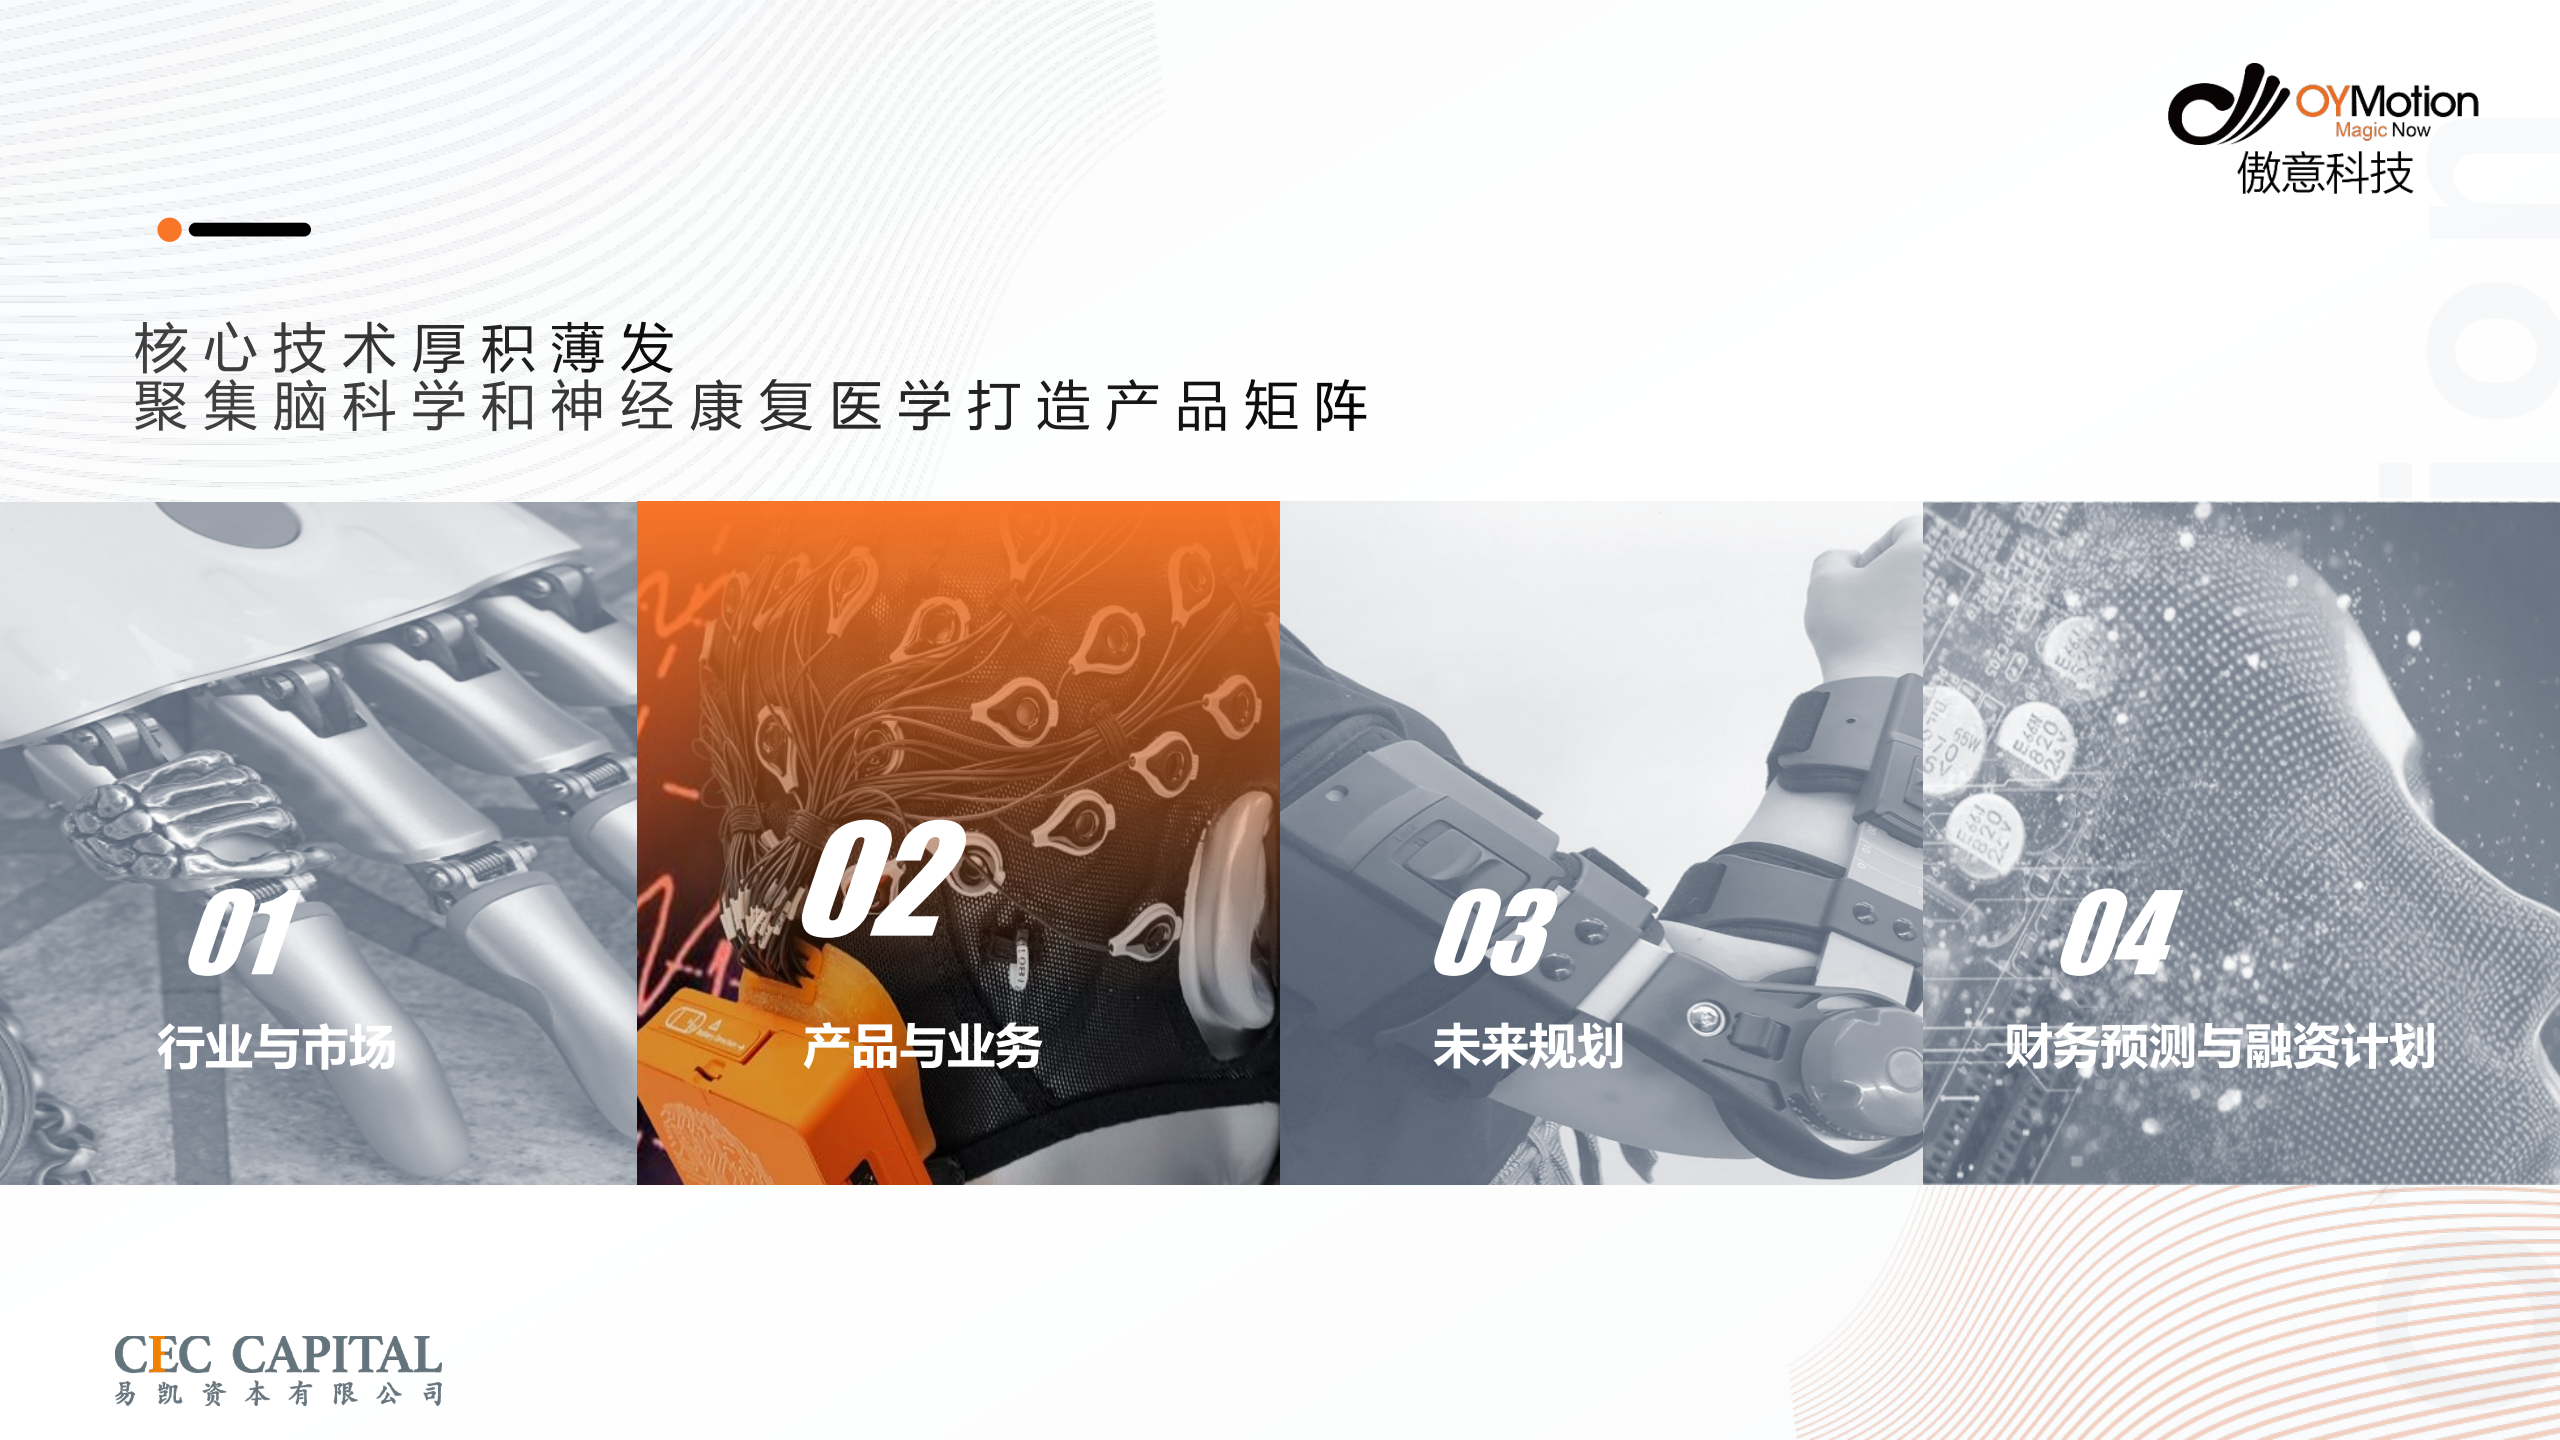 OYMotion
Magic Now
傲意科技
核心技术厚积薄发
聚集脑科学和神经康复医学打造产品矩阵
01
行业与市场
02
产品与业务
03
未来规划
04
财务预测与融资计划
CEC CAPITAL
易凯资本有限公司